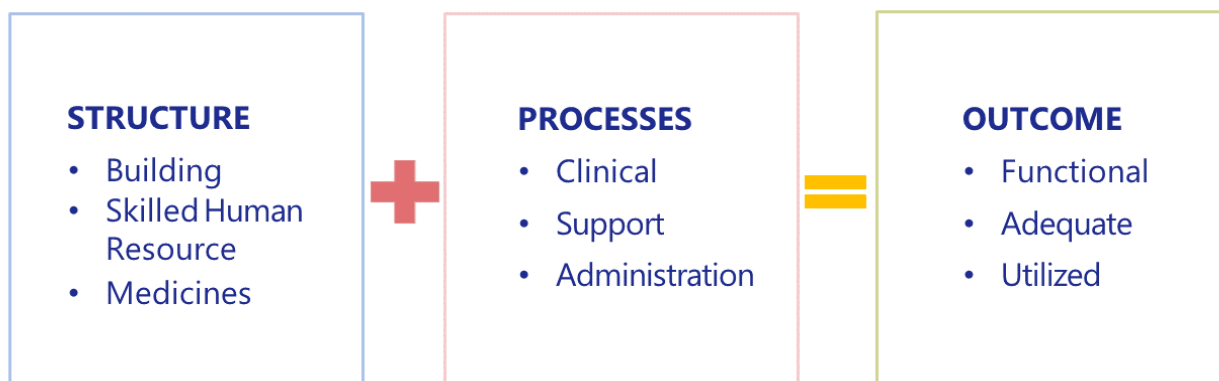 STRUCTURE
• Building
• Skilled Human
Resource
• Medicines
PROCESSES
• Clinical
• Support
• Administration
OUTCOME
• Functional
• Adequate
• Utilized